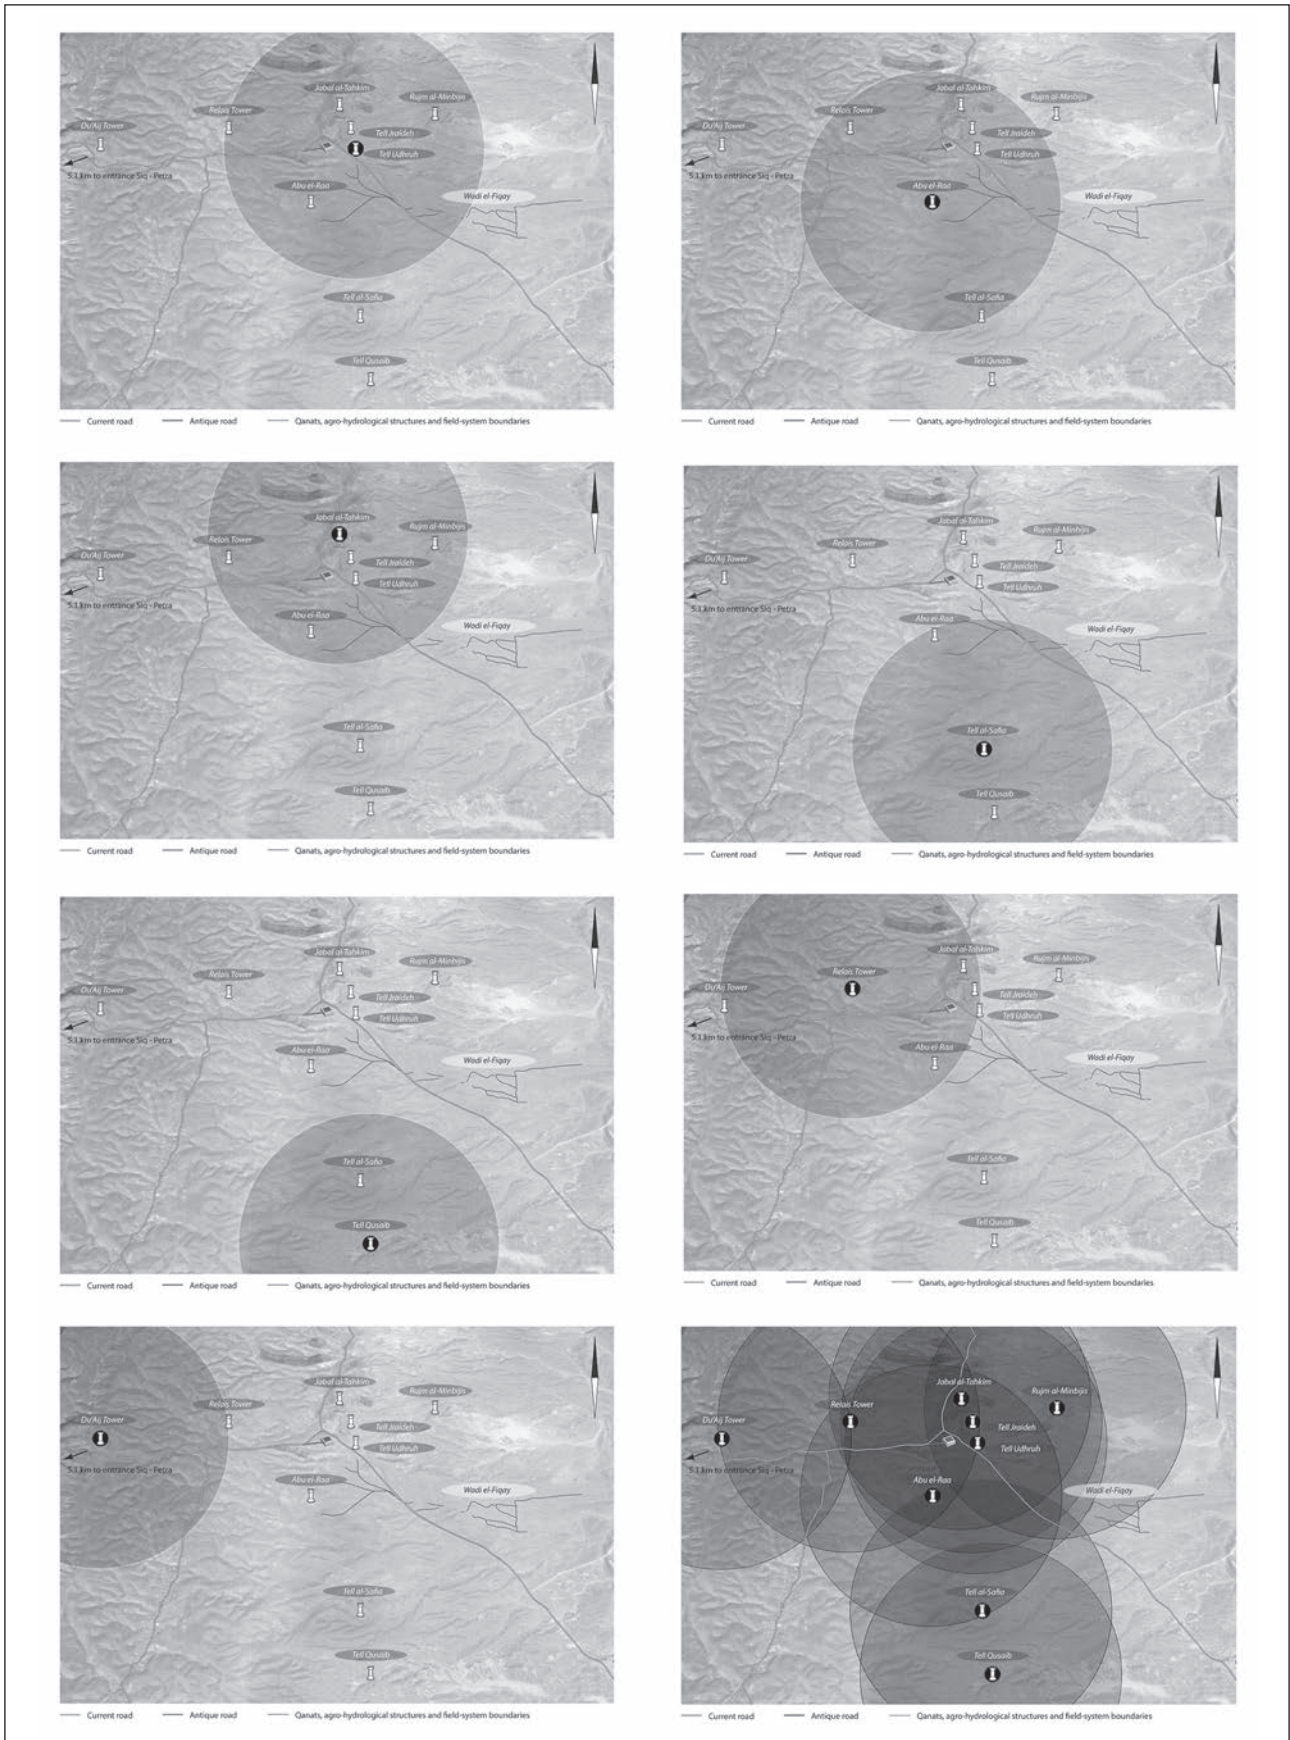 Jabal al-Tahkim
Rujm al-Minbijis
Relais Tower
Du'Aij Tower
Tell Jraideh
Tell Udhruh
5.1 km to entrance Siq - Petra
Abu el-Raa
Wadi el-Fiqay
Tell al-Safia
Tell Qusaib
Current road Antique road Qanats, agro-hydrological structures and field-system boundaries
Jabal al-Tahkim
Rujm al-Minbijis
Relais Tower
Du'Aij Tower
Tell Jraideh
Tell Udhruh
5.1 km to entrance Siq - Petra
Abu el-Raa
Wadi el-Fiqay
Tell al-Safia
Tell Qusaib
Current road Antique road Qanats, agro-hydrological structures and field-system boundaries
Jabal al-Tahkim
Rujm al-Minbijis
Relais Tower
Du'Aij Tower
Tell Jraideh
Tell Udhruh
5.1 km to entrance Siq - Petra
Abu el-Raa
Wadi el-Fiqay
Tell al-Safia
Tell Qusaib
Current road Antique road Qanats, agro-hydrological structures and field-system boundaries
Jabal al-Tahkim
Rujm al-Minbijis
Relais Tower
Du'Aij Tower
Tell Jraideh
Tell Udhruh
5.1 km to entrance Siq - Petra
Abu el-Raa
Wadi el-Fiqay
Tell al-Safia
Tell Qusaib
Current road Antique road Qanats, agro-hydrological structures and field-system boundaries
Jabal al-Tahkim
Rujm al-Minbijis
Relais Tower
Du'Aij Tower
Tell Jraideh
Tell Udhruh
5.1 km to entrance Siq - Petra
Abu el-Raa
Wadi el-Fiqay
Tell al-Safia
Tell Qusaib
Current road Antique road Qanats, agro-hydrological structures and field-system boundaries
Jabal al-Tahkim
Rujm al-Minbijis
Relais Tower
Du'Aij Tower
Tell Jraideh
Tell Udhruh
5.1 km to entrance Siq - Petra
Abu el-Raa
Wadi el-Fiqay
Tell al-Safia
Tell Qusaib
Current road Antique road Qanats, agro-hydrological structures and field-system boundaries
Jabal al-Tahkim
Rujm al-Minbijis
Relais Tower
Du'Aij Tower
Tell Jraideh
Tell Udhruh
5.1 km to entrance Siq - Petra
Abu el-Raa
Wadi el-Fiqay
Tell al-Safia
Tell Qusaib
Current road Antique road Qanats, agro-hydrological structures and field-system boundaries
Jabal al-Tahkim
Rujm al-Minbijis
Relais Tower
Du'Aij Tower
Tell Jraideh
Tell Udhruh
5.1 km to entrance Siq - Petra
Abu el-Raa
Wadi el-Fiqay
Tell al-Safia
Tell Qusaib
Current road Antique road Qanats, agro-hydrological structures and field-system boundaries